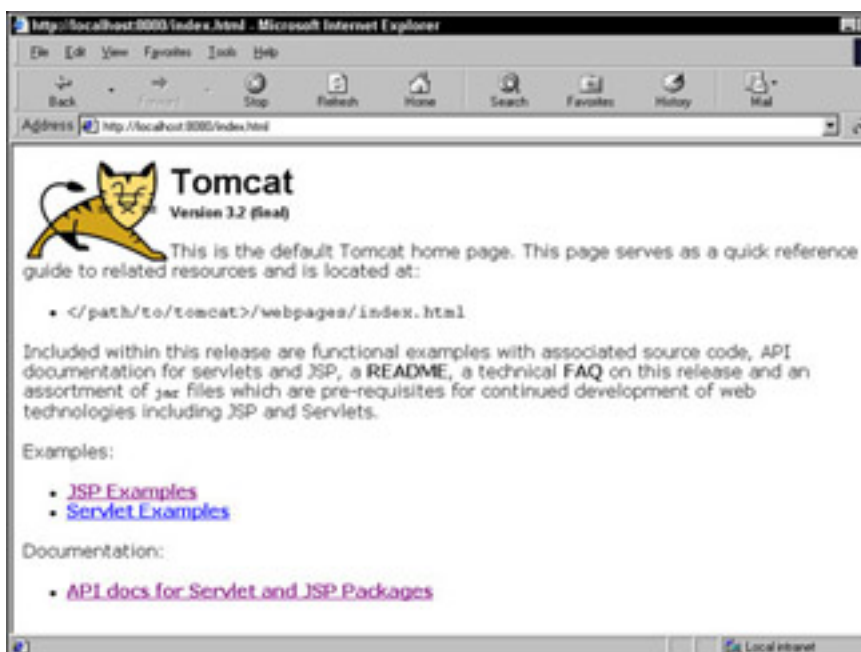 http://localhost:8080/index.html - Microsoft Internet Explorer
File Edit View Favorites Tools Help
Back Forward Stop Refresh Home Search Favorites History Mail
Address http://localhost:8080/index.html
Tomcat
Version 3.2 (final)
This is the default Tomcat home page. This page serves as a quick reference
guide to related resources and is located at:
• </path/to/tomcat>/webpages/index.html
Included within this release are functional examples with associated source code, API
documentation for servlets and JSP, a README, a technical FAQ on this release and an
assortment of jar files which are pre-requisites for continued development of web
technologies including JSP and Servlets.
Examples:
• JSP Examples
• Servlet Examples
Documentation:
• API docs for Servlet and JSP Packages
Local intranet